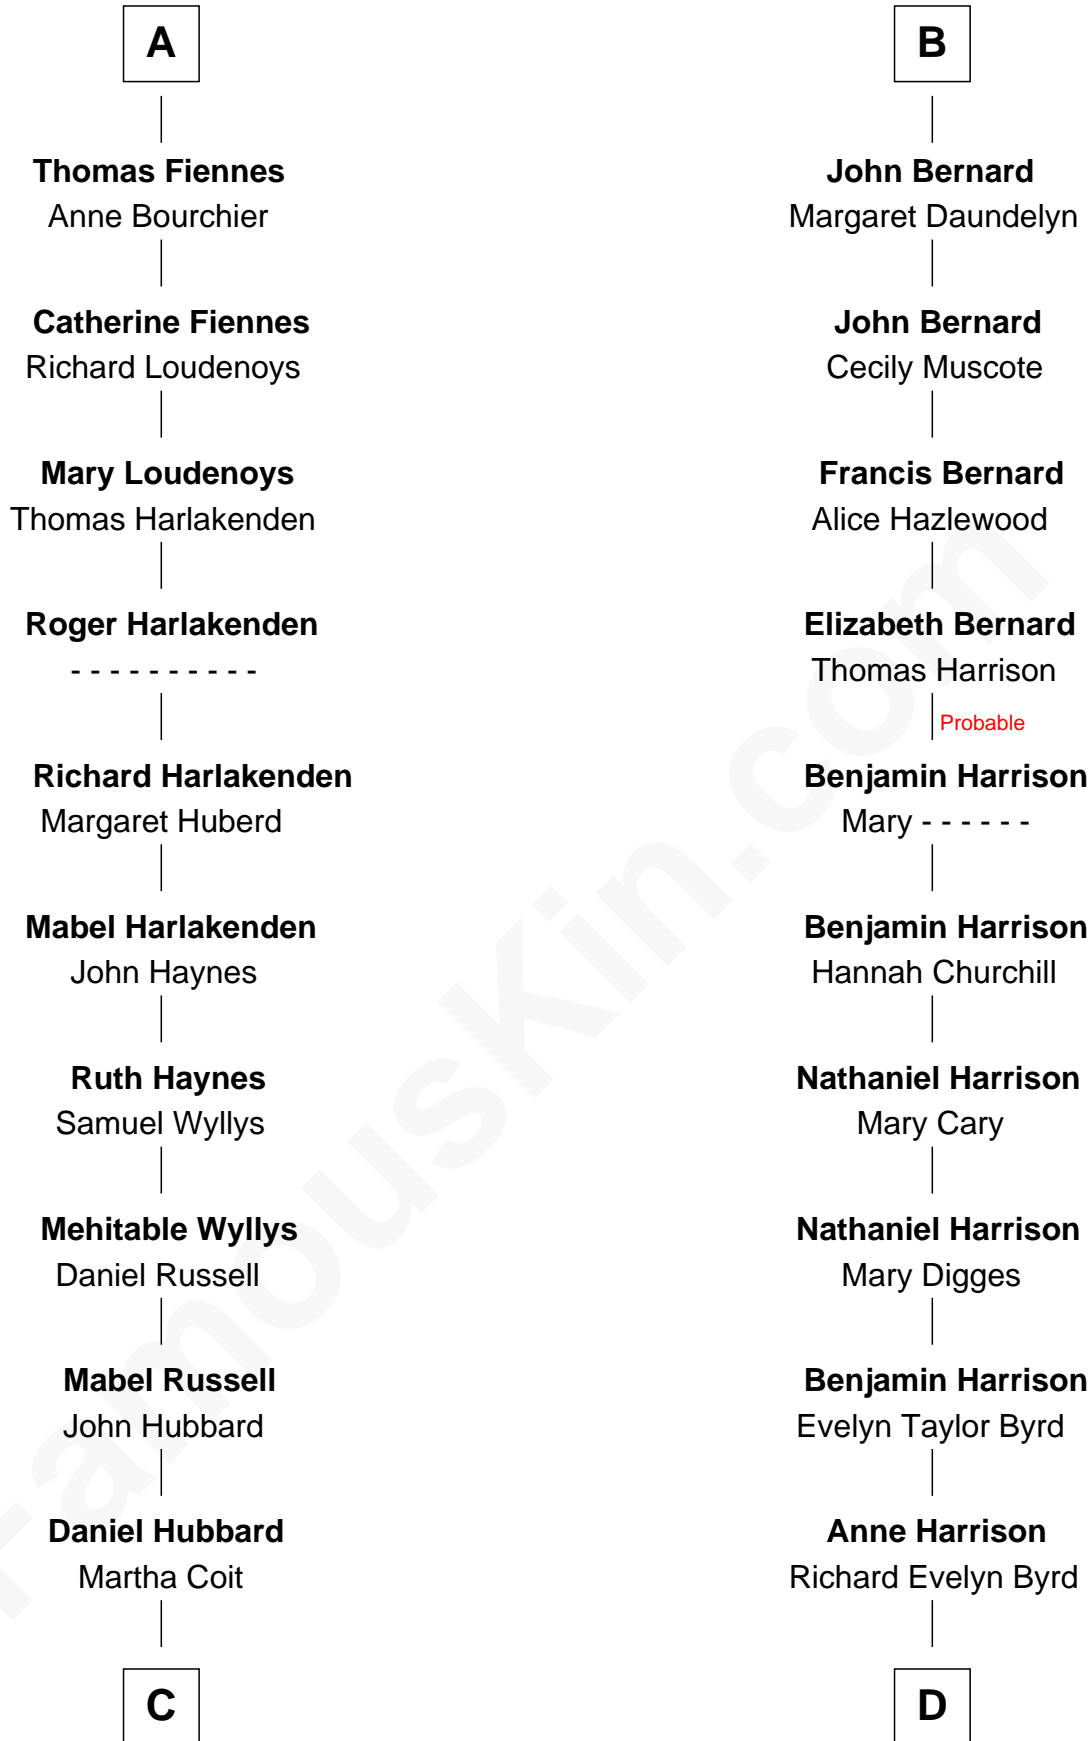 A
Thomas Fiennes
Anne Bourchier
Catherine Fiennes
Richard Loudenoys
Mary Loudenoys
Thomas Harlakenden
Roger Harlakenden
- - - - - - - - - -
Richard Harlakenden
Margaret Huberd
Mabel Harlakenden
John Haynes
Ruth Haynes
Samuel Wyllys
Mehitable Wyllys
Daniel Russell
Mabel Russell
John Hubbard
Daniel Hubbard
Martha Coit
C
B
John Bernard
Margaret Daundelyn
John Bernard
Cecily Muscote
Francis Bernard
Alice Hazlewood
Elizabeth Bernard
Thomas Harrison
Probable
Benjamin Harrison
Mary - - - - - -
Benjamin Harrison
Hannah Churchill
Nathaniel Harrison
Mary Cary
Nathaniel Harrison
Mary Digges
Benjamin Harrison
Evelyn Taylor Byrd
Anne Harrison
Richard Evelyn Byrd
D
FamousKin.com